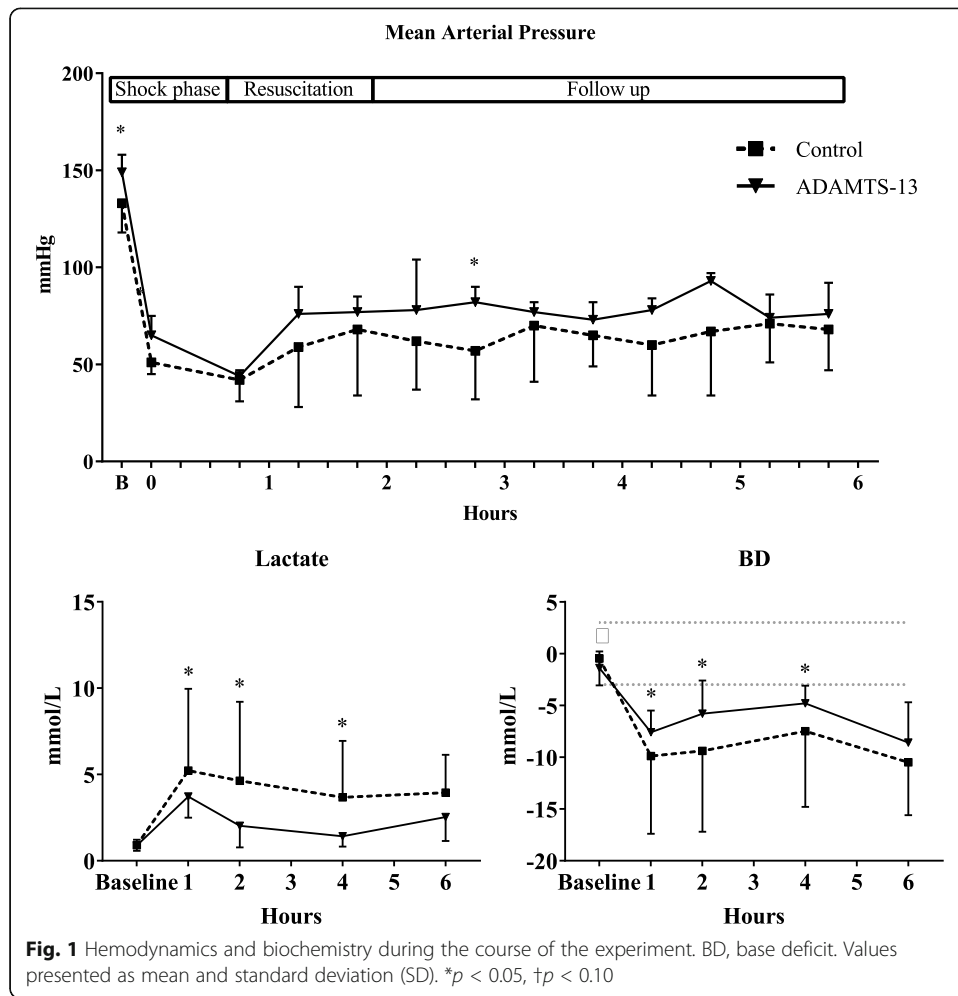 Mean Arterial Pressure
200
150
100
50
0
mmHg
Shock phase Resuscitation Follow up
*
*
Control
ADAMTS-13
B 0 1 2 3 4 5 6
Hours
Lactate
15
10
5
0
mmol/L
* * *
Baseline 1 2 3 4 5 6
Hours
BD
5
0
-5
-10
-15
-20
mmol/L
* * *
Baseline 1 2 3 4 5 6
Hours
Fig. 1 Hemodynamics and biochemistry during the course of the experiment. BD, base deficit. Values
presented as mean and standard deviation (SD). *p < 0.05, †p < 0.10